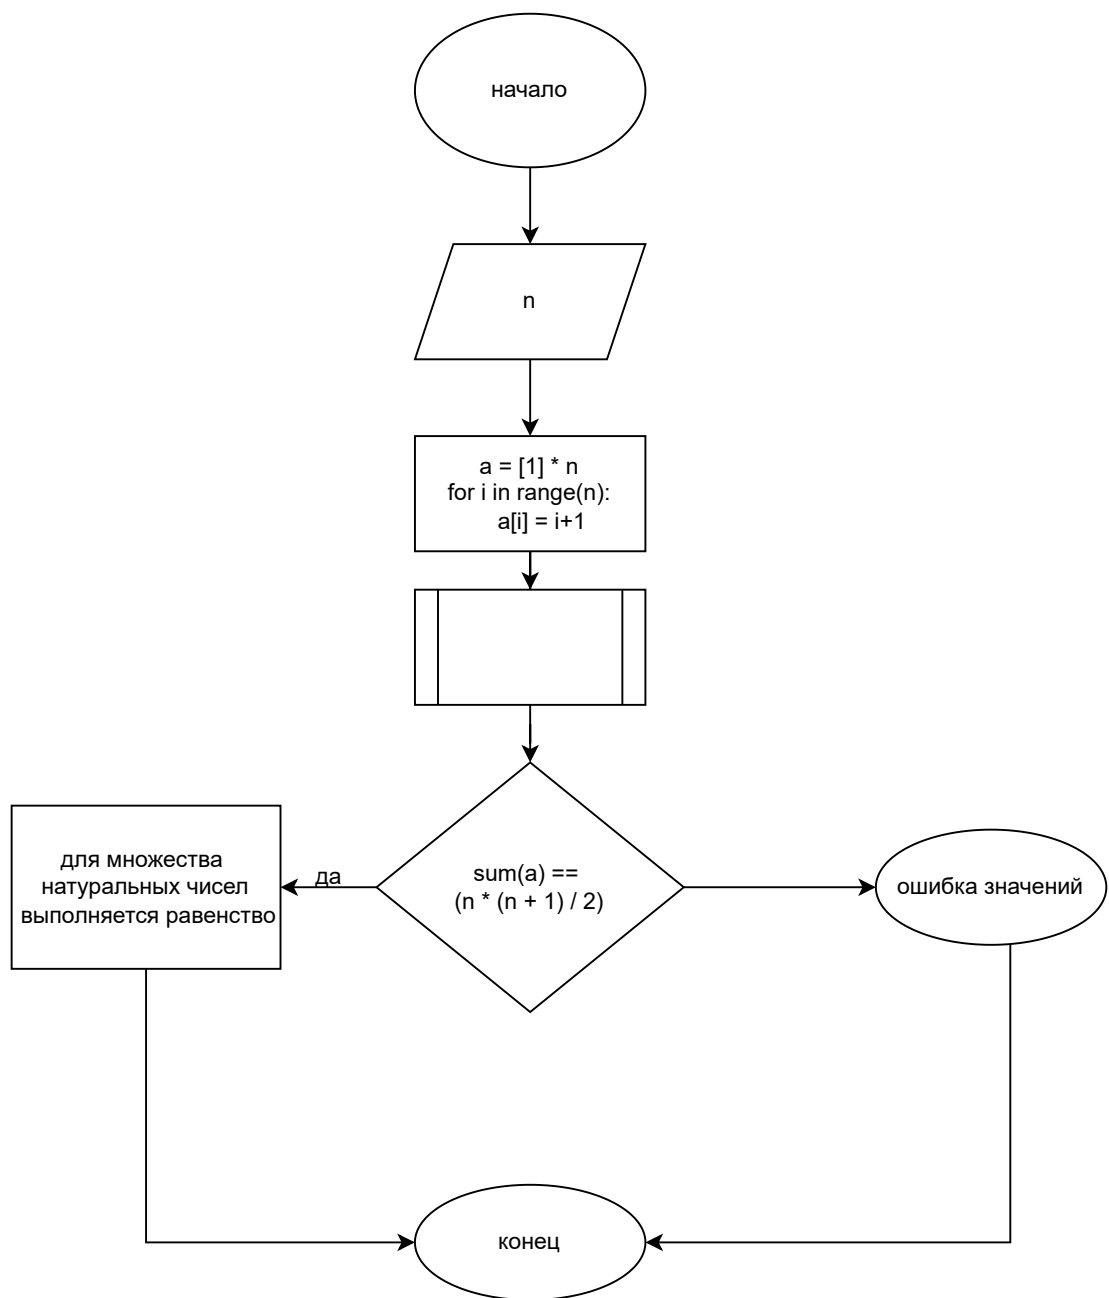 начало
n
a = [1] * n
for i in range(n):
a[i] = i+1
для множества
натуральных чисел
выполняется равенство
да
sum(a) ==
(n * (n + 1) / 2)
ошибка значений
конец